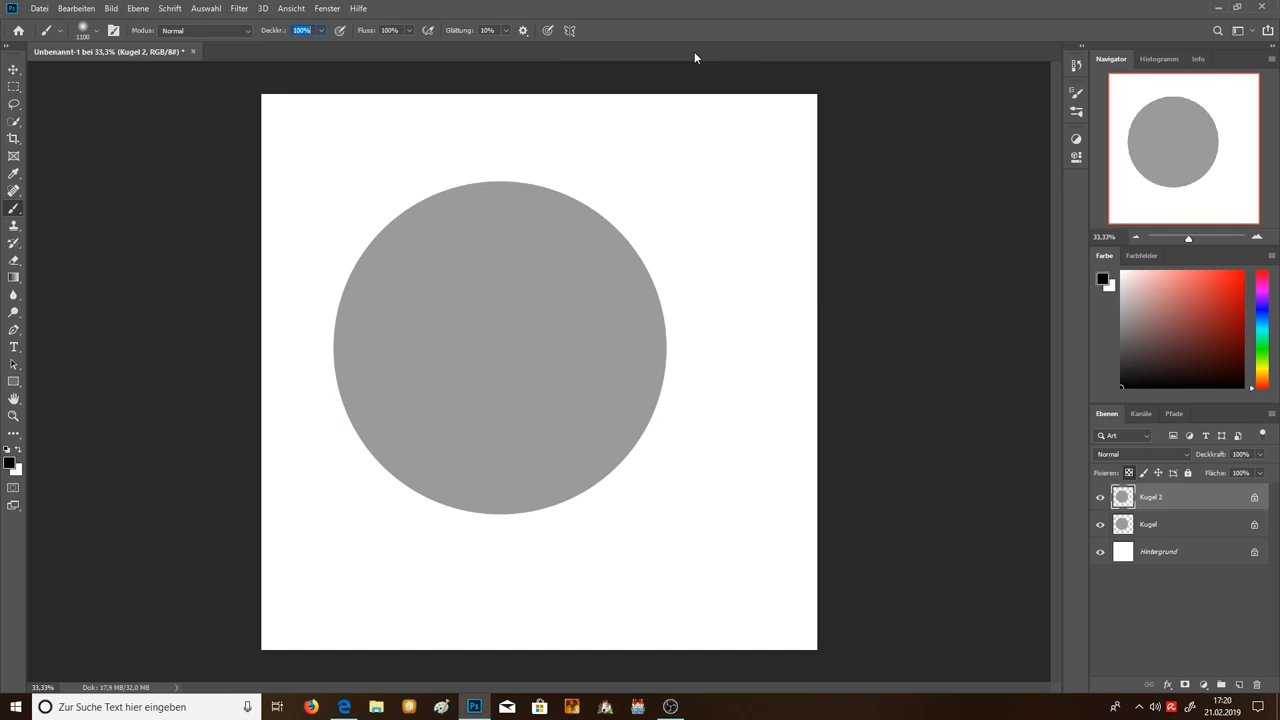 Ps Datei Bearbeiten Bild Ebene Schrift Auswahl Filter 3D Ansicht Fenster Hilfe
1100 Modus: Normal Deckkr.: 100% Fluss: 100% Glättung: 10%
Unbenannt-1 bei 33,3% (Kugel 2, RGB/8#) * ×
Navigator Histogramm Info
33,33%
Farbe Farbfelder
Ebenen Kanäle Pfade
Art
Normal Deckkraft: 100%
Fixieren: Fläche: 100%
Kugel 2
Kugel
Hintergrund
33,33% Dok: 17,9 MB/32,0 MB
Zur Suche Text hier eingeben
Ps
17:20
21.02.2019